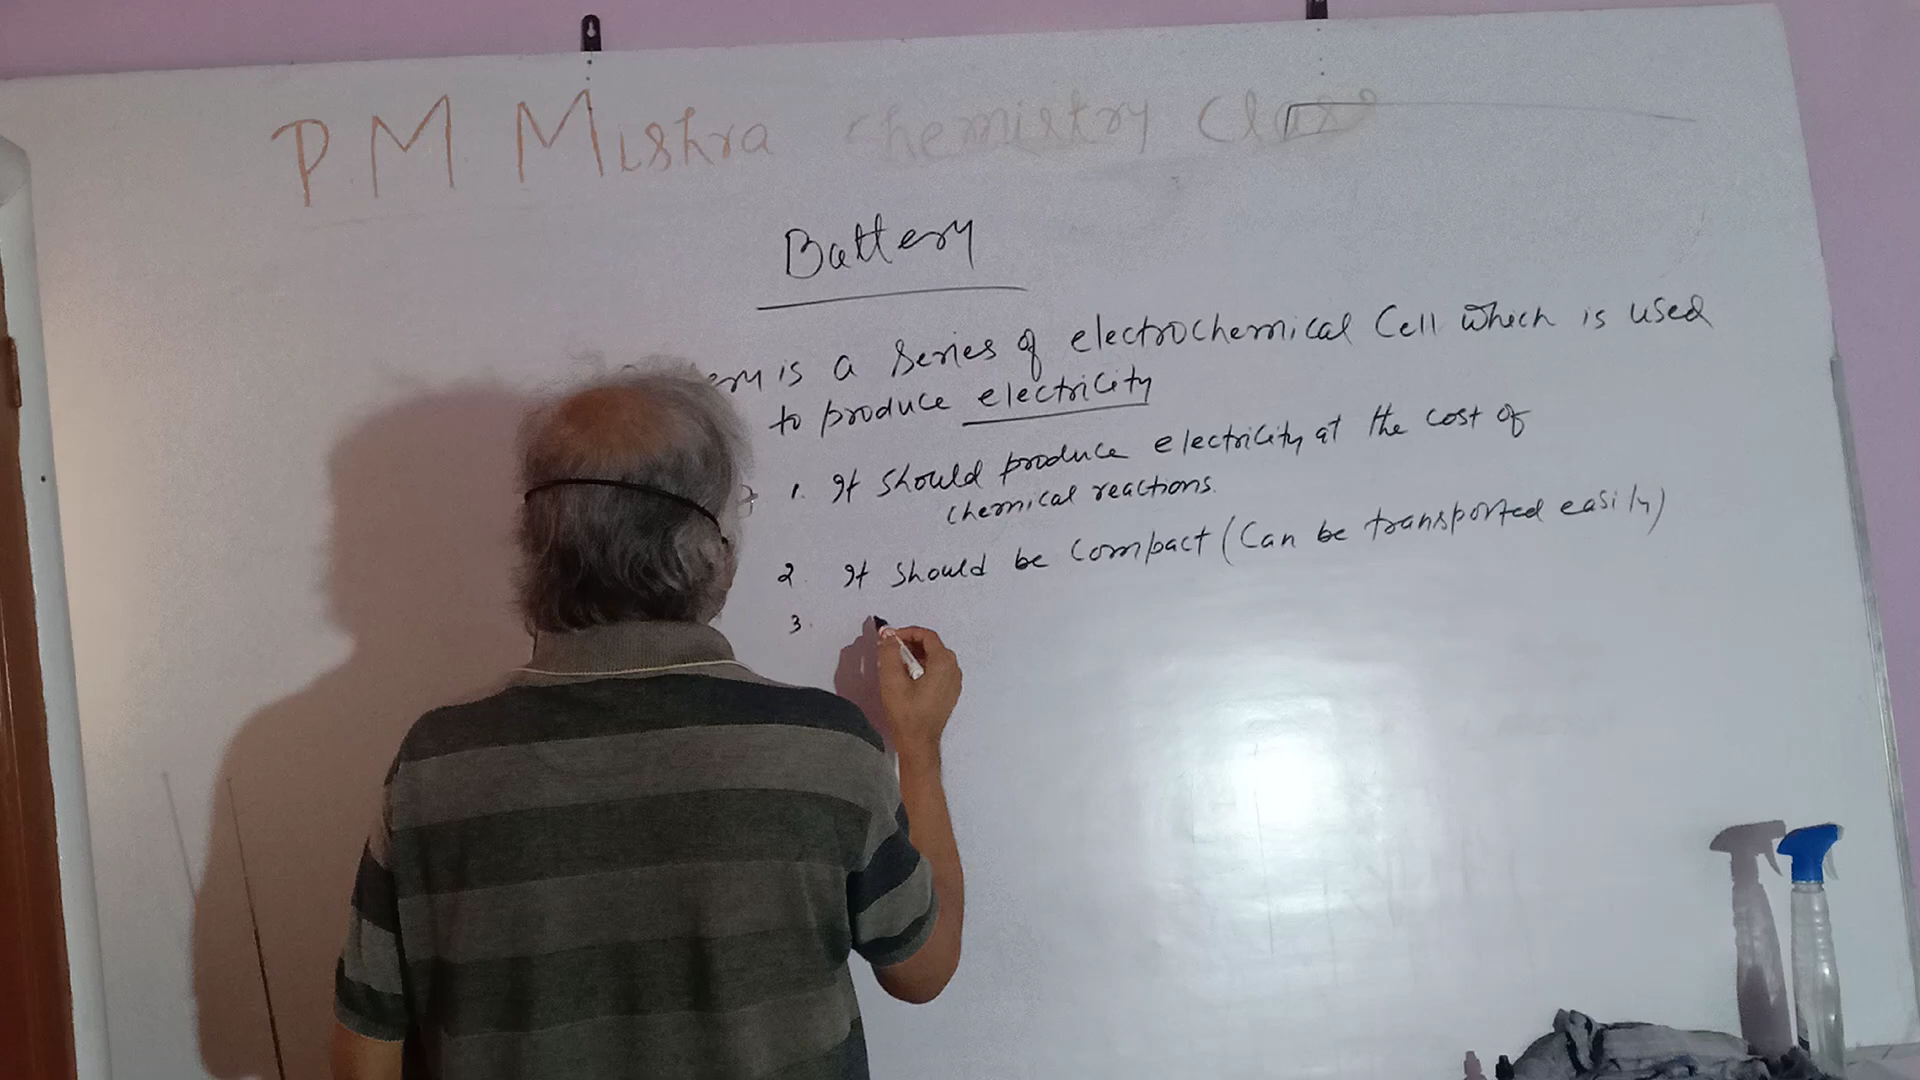 P.M. Mishra Chemistry Class
Battery
is a Series of electrochemical Cell which is used
to produce electricity
1. It should produce electricity at the cost of
chemical reactions.
2. It should be compact (Can be transported easily)
3.